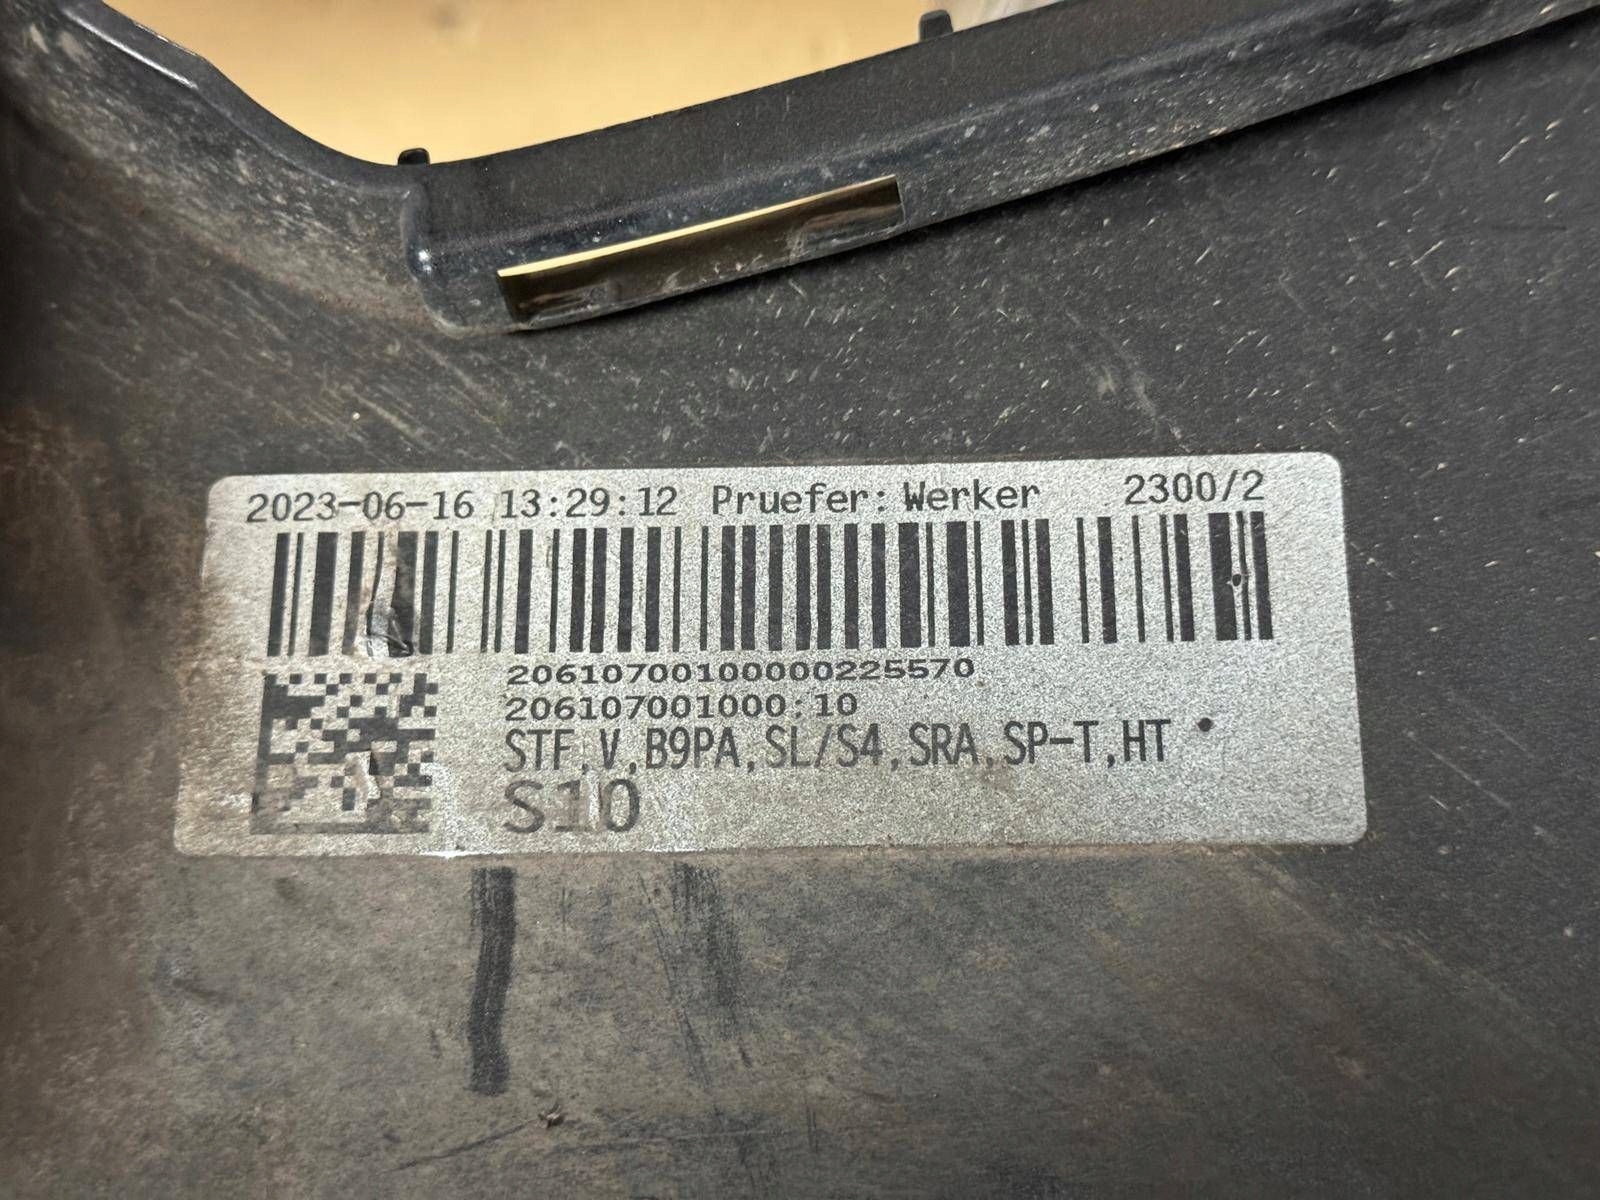 2023-06-16 13:29:12 Pruefer: Werker 2300/2
20610700100000225570
206107001000:10
STF,V,B9PA,SL/S4,SRA,SP-T,HT
S10